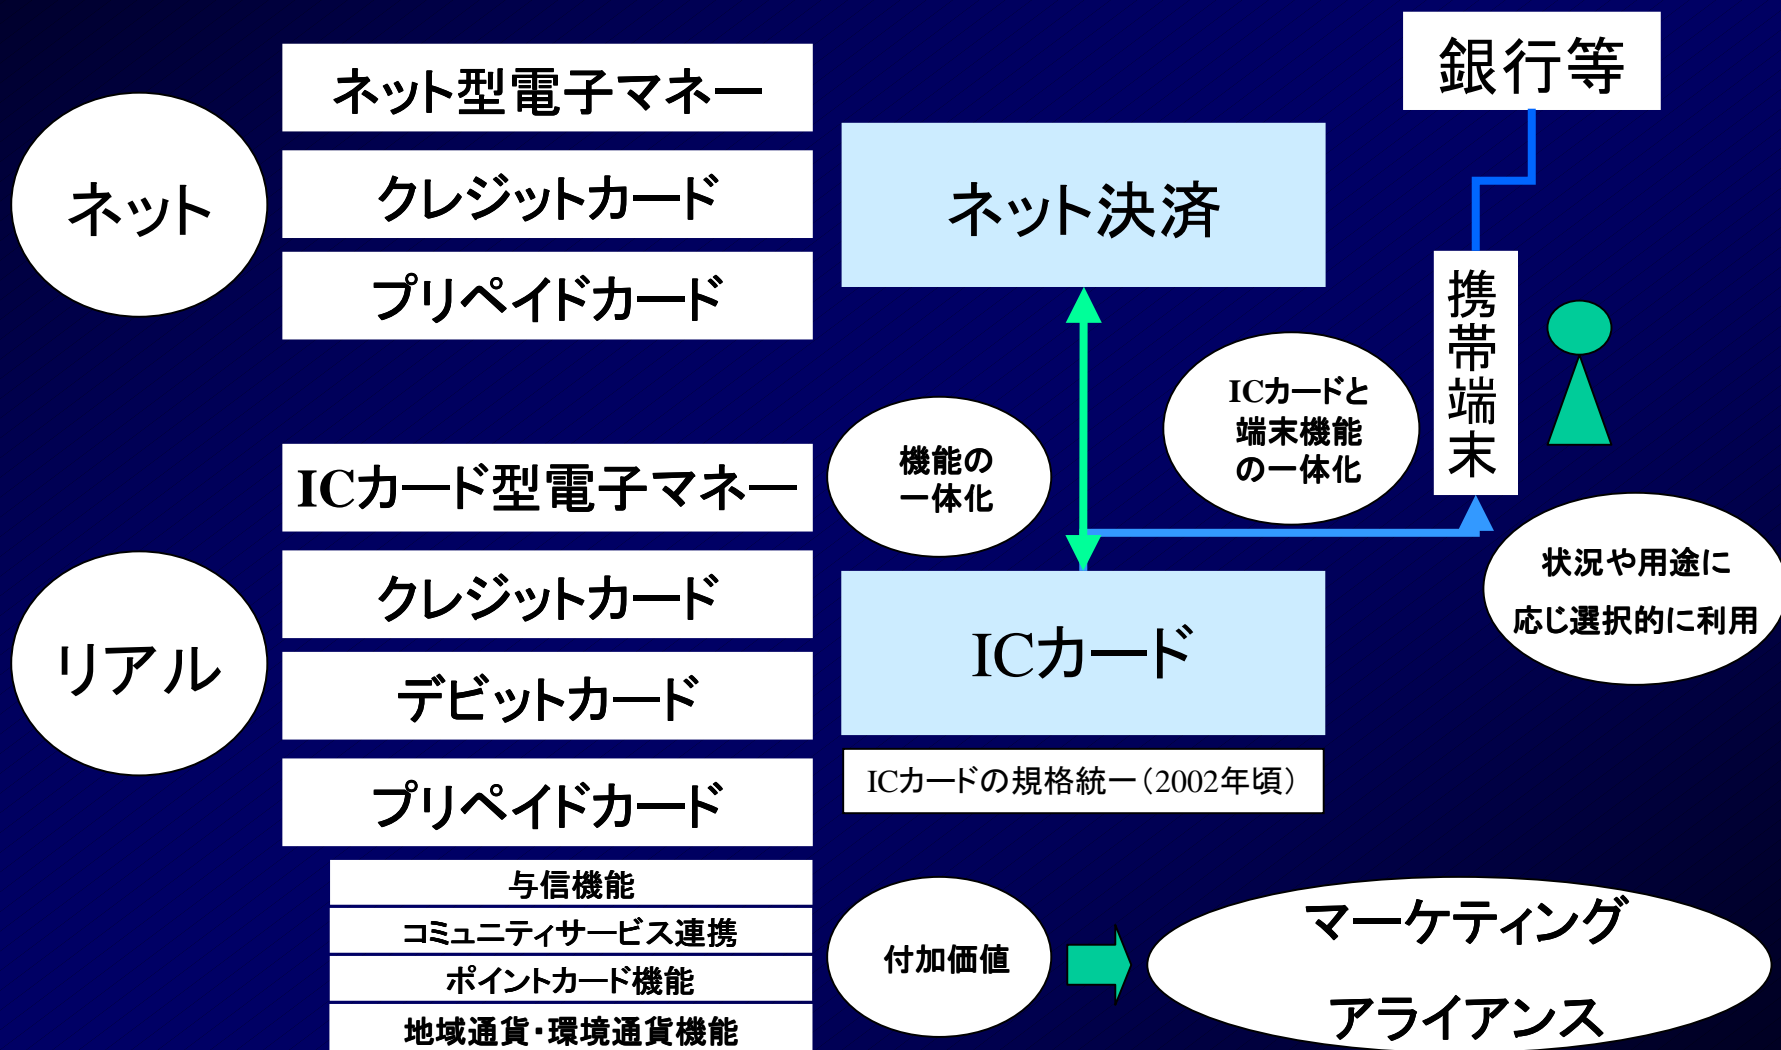 銀行等
ネット型電子マネー
クレジットカード
プリペイドカード
ネット
ネット決済
携帯端末
ICカードと
端末機能
の一体化
機能の
一体化
ICカード型電子マネー
クレジットカード
デビットカード
プリペイドカード
リアル
ICカード
状況や用途に
応じ選択的に利用
ICカードの規格統一（2002年頃）
与信機能
コミュニティサービス連携
ポイントカード機能
地域通貨・環境通貨機能
付加価値
マーケティング
アライアンス